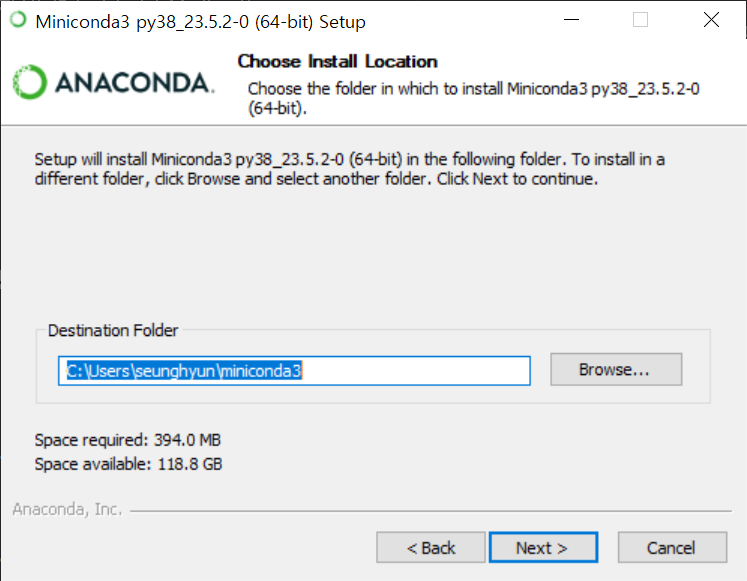 Miniconda3 py38_23.5.2-0 (64-bit) Setup
ANACONDA.
Choose Install Location
Choose the folder in which to install Miniconda3 py38_23.5.2-0
(64-bit).
Setup will install Miniconda3 py38_23.5.2-0 (64-bit) in the following folder. To install in a
different folder, click Browse and select another folder. Click Next to continue.
Destination Folder
C:\Users\seunghyun\miniconda3
Browse...
Space required: 394.0 MB
Space available: 118.8 GB
Anaconda, Inc.
< Back
Next >
Cancel